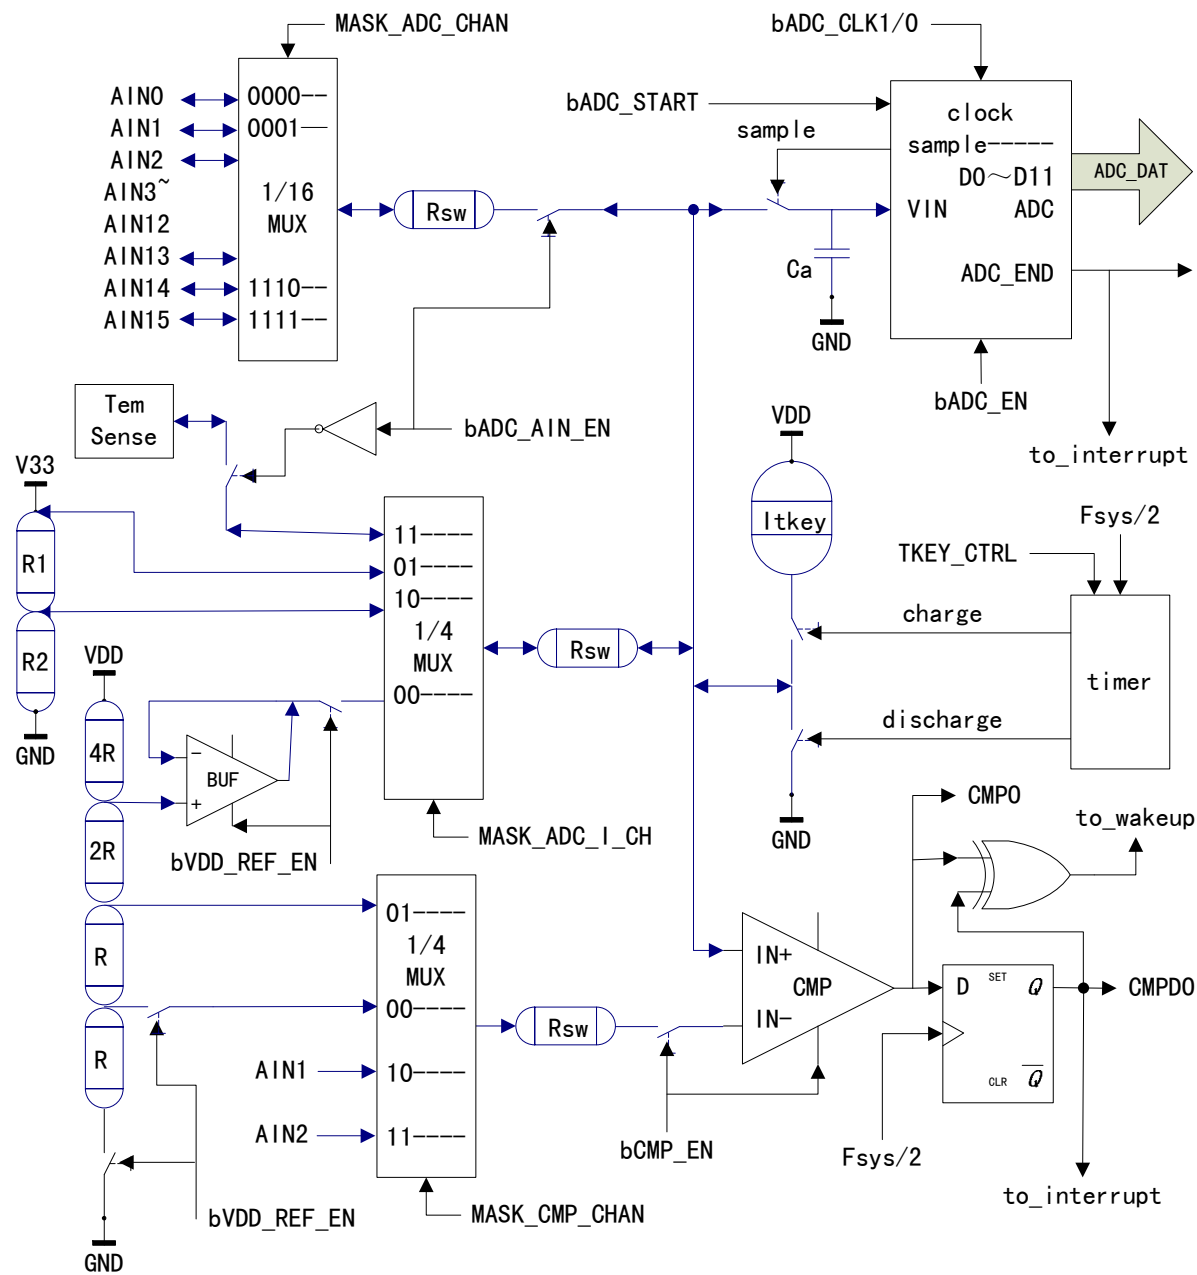 MASK_ADC_CHAN
bADC_CLK1/0
AIN0
0000--
bADC_START
clock
AIN1
0001--
sample
sample-----
AIN2
ADC_DAT
AIN3~
1/16
D0~D11
Rsw
AIN12
MUX
VIN
ADC
AIN13
Ca
ADC_END
AIN14
1110--
AIN15
1111--
GND
Tem
Sense
bADC_EN
bADC_AIN_EN
VDD
to_interrupt
V33
Itkey
Fsys/2
11----
TKEY_CTRL
R1
01----
10----
charge
1/4
R2
Rsw
MUX
VDD
00----
timer
discharge
GND
4R
-
BUF
+
CMPO
GND
to_wakeup
MASK_ADC_I_CH
2R
bVDD_REF_EN
01----
1/4
R
IN+
MUX
CMP
D
SET
Q
CMPDO
00----
IN-
Rsw
R
AIN1
10----
CLR
Q
AIN2
11----
bCMP_EN
Fsys/2
to_interrupt
bVDD_REF_EN
MASK_CMP_CHAN
GND